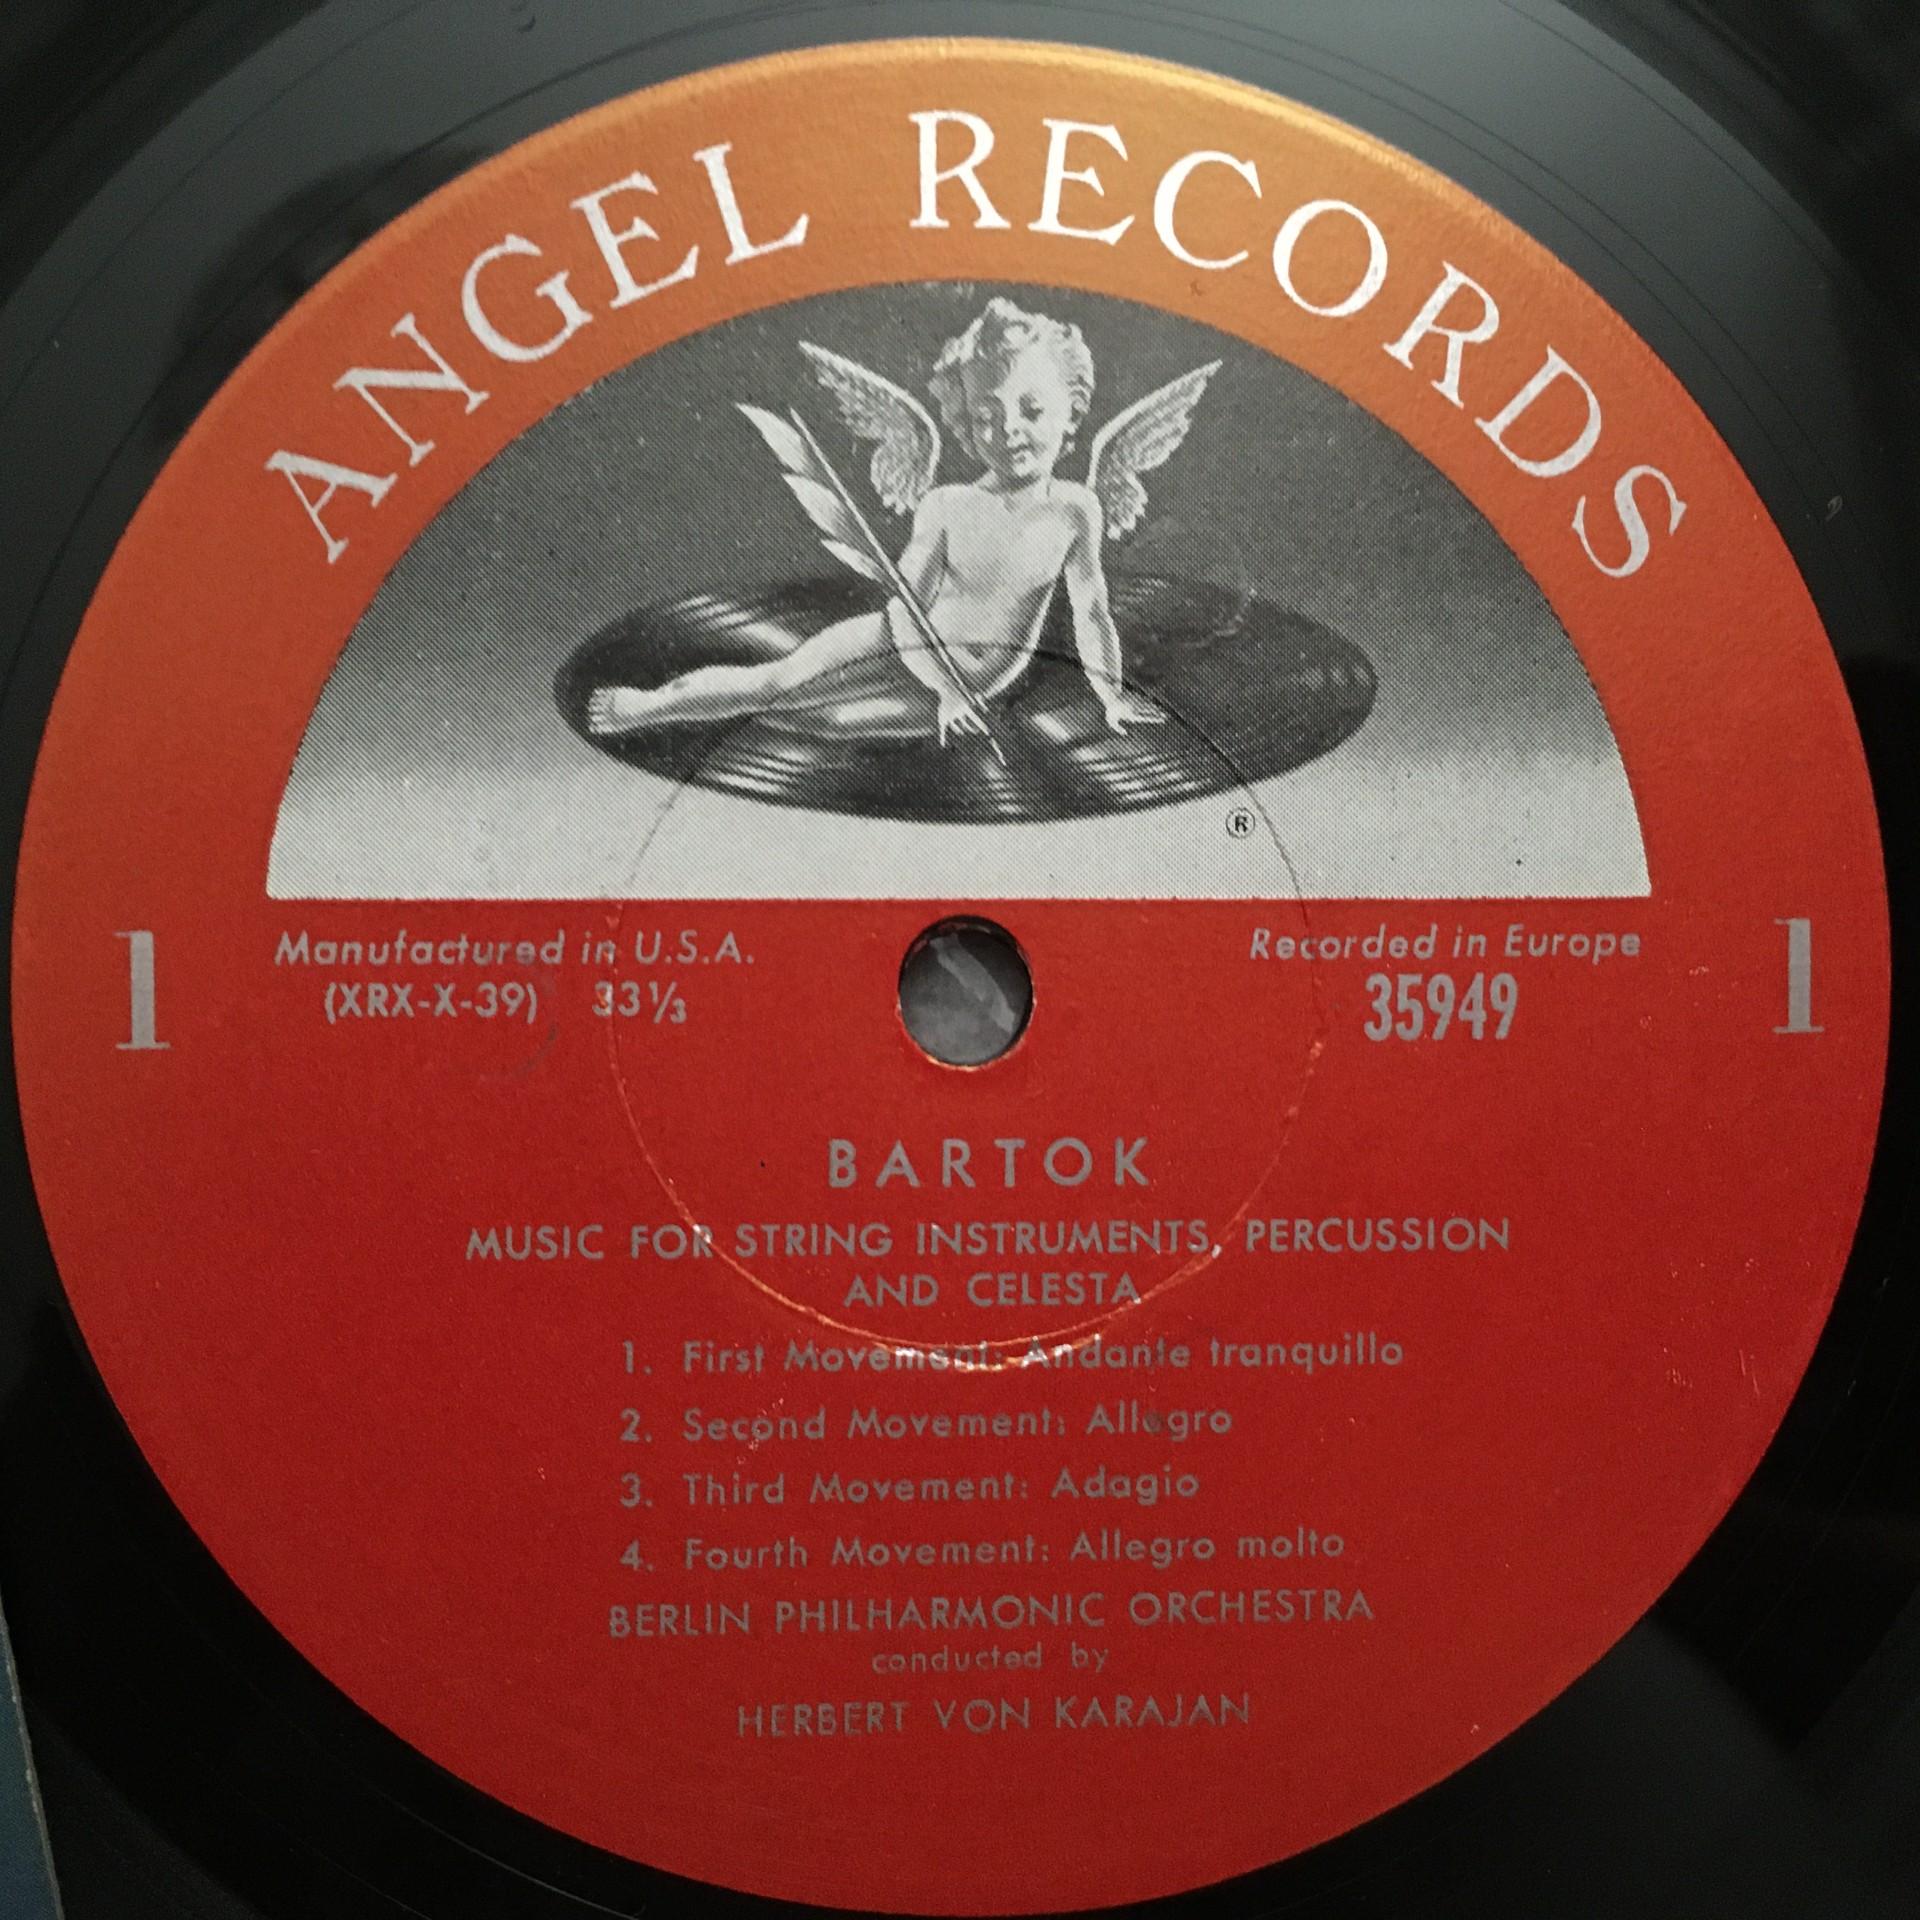 ANGEL RECORDS
®
Manufactured in U.S.A.
Recorded in Europe
1
(XRX-X-39) 33⅓
35949
1
BARTOK
MUSIC FOR STRING INSTRUMENTS, PERCUSSION
AND CELESTA
1. First Movement: Andante tranquillo
2. Second Movement: Allegro
3. Third Movement: Adagio
4. Fourth Movement: Allegro molto
BERLIN PHILHARMONIC ORCHESTRA
conducted by
HERBERT VON KARAJAN